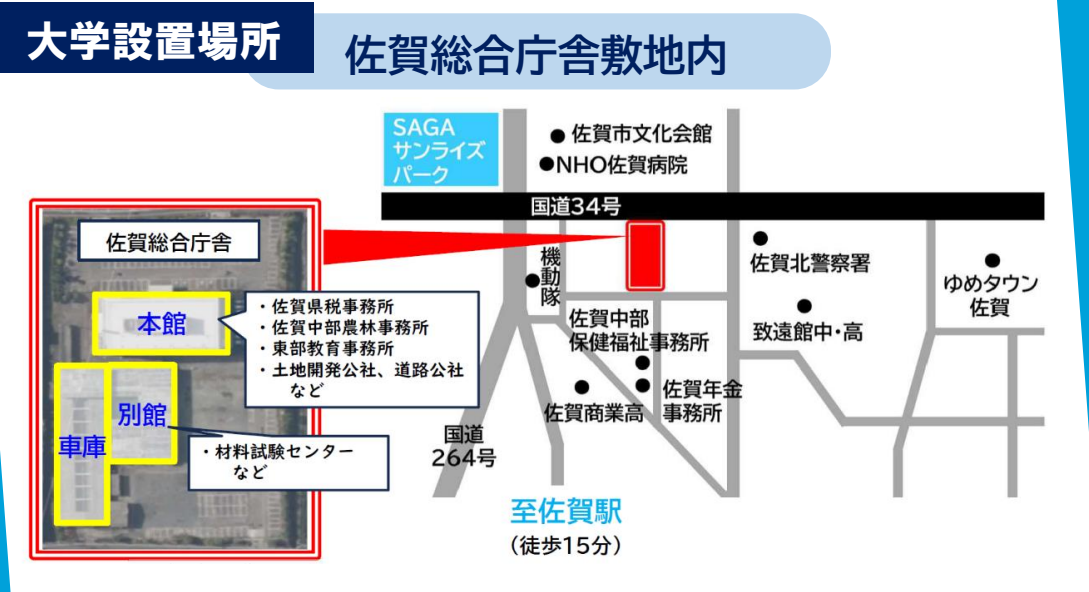 大学設置場所
佐賀総合庁舎敷地内
SAGA
サンライズ
パーク
佐賀市文化会館
NHO佐賀病院
国道34号
佐賀総合庁舎
本館
・佐賀県税事務所
・佐賀中部農林事務所
・東部教育事務所
・土地開発公社、道路公社
など
別館
車庫
・材料試験センター
など
機動隊
佐賀北警察署
ゆめタウン
佐賀
致遠館中・高
佐賀中部
保健福祉事務所
佐賀商業高
佐賀年金
事務所
国道
264号
至佐賀駅
(徒歩15分)